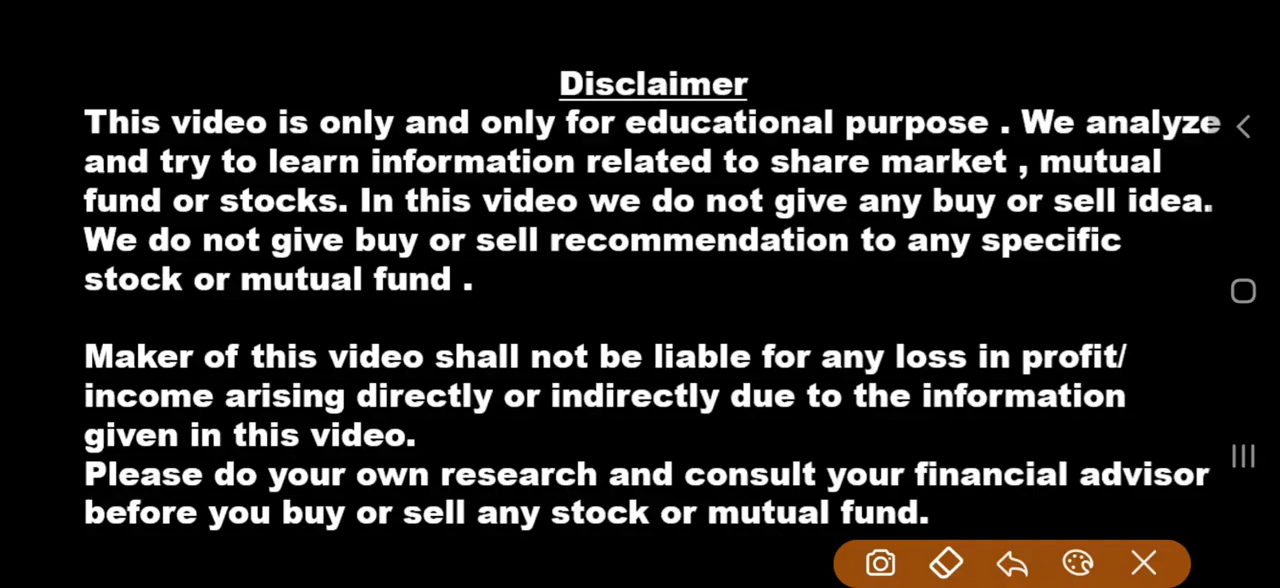 Disclaimer
This video is only and only for educational purpose . We analyze
and try to learn information related to share market , mutual
fund or stocks. In this video we do not give any buy or sell idea.
We do not give buy or sell recommendation to any specific
stock or mutual fund .
Maker of this video shall not be liable for any loss in profit/
income arising directly or indirectly due to the information
given in this video.
Please do your own research and consult your financial advisor
before you buy or sell any stock or mutual fund.